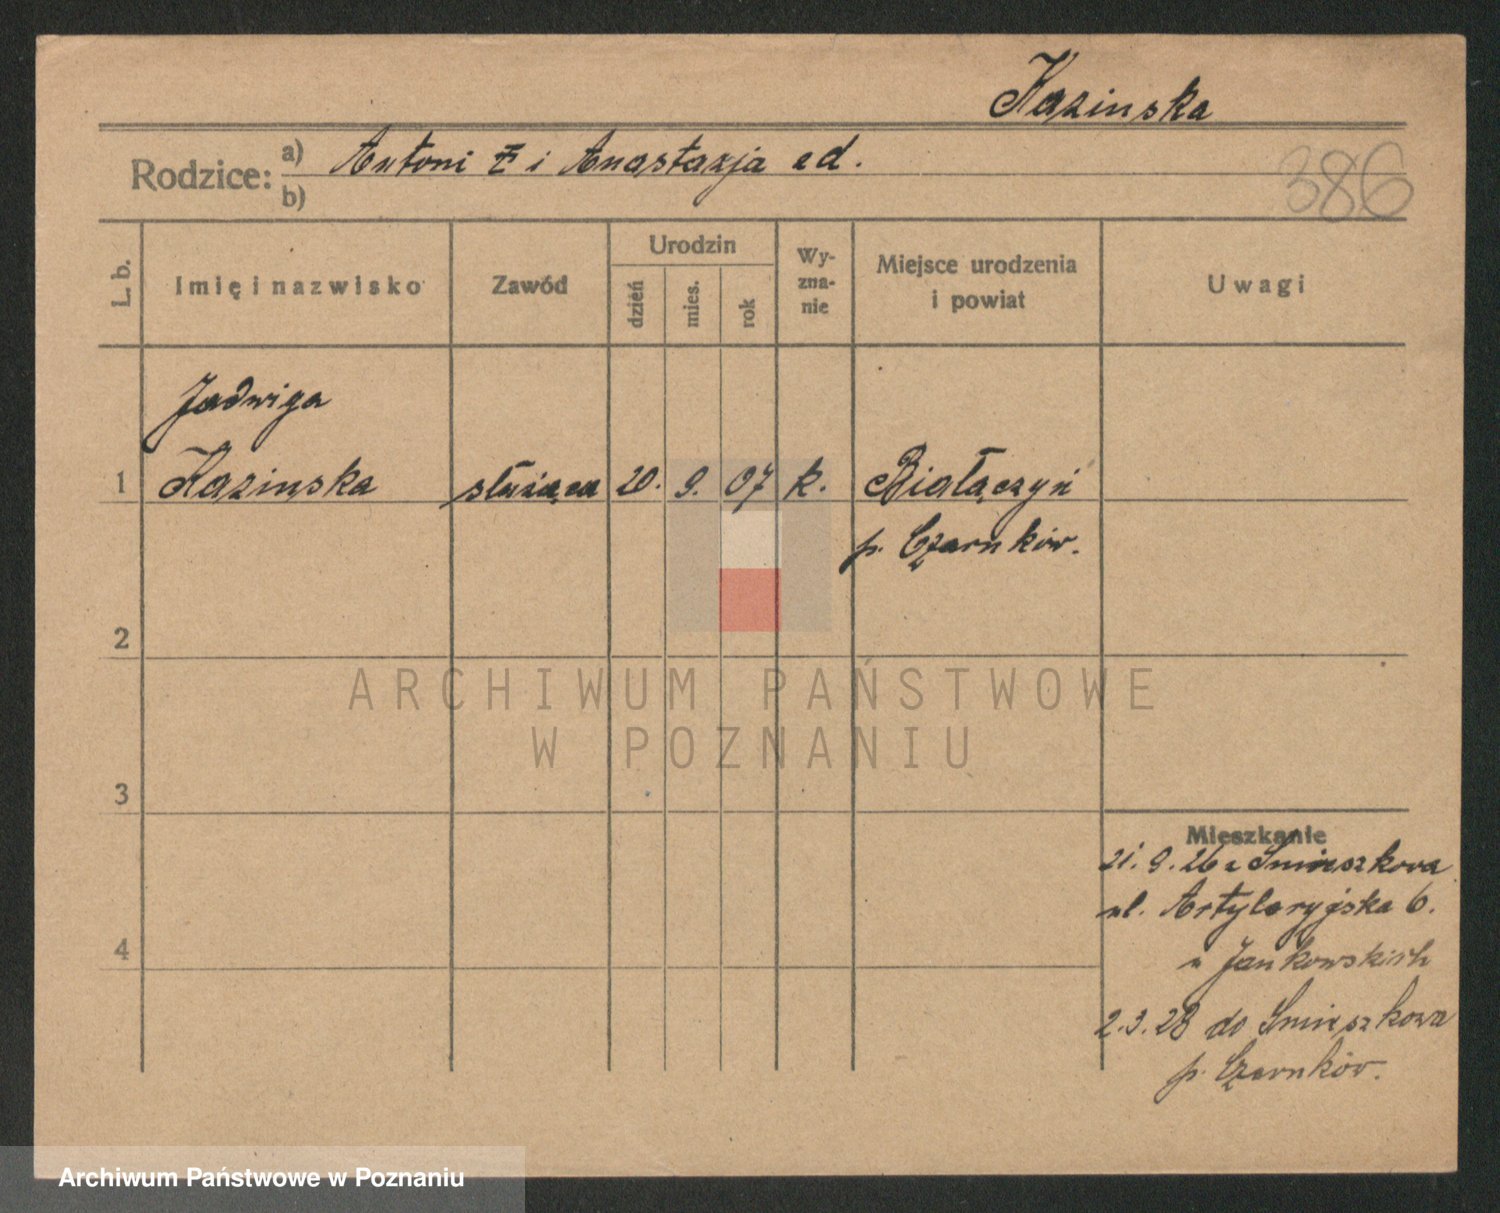 Kazinska
Rodzice: a) Antoni i Anastazja
b)
386
L. b.
Imię i nazwisko
Zawód
Urodzin
dzień
mies.
rok
Wy-
zna-
nie
Miejsce urodzenia
i powiat
Uwagi
Jadwiga
1 Kazinska służąca 20. 9. 07 k. Białączyń
p. Czarnków.
2
ARCHIWUM PAŃSTWOWE
W POZNANIU
3
Mieszkanie
21. 9. 26 z Śmieszkowa
ul. Artyleryjska 6.
u Jankowskich
4
2.3.28 do Śmieszkowa
p. Czarnków.
Archiwum Państwowe w Poznaniu